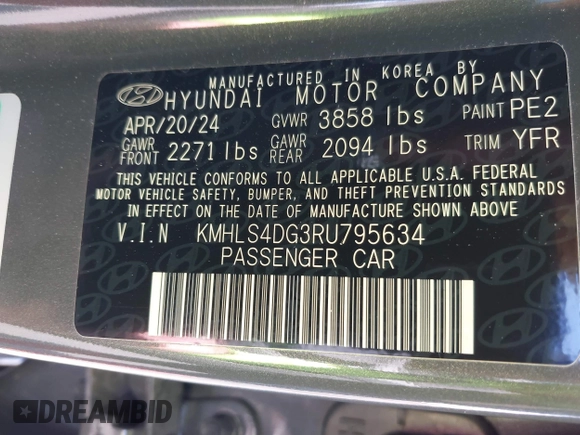 MANUFACTURED IN KOREA BY
HYUNDAI MOTOR COMPANY
APR/20/24 GVWR 3858 lbs PAINT PE2
GAWR FRONT 2271 lbs GAWR REAR 2094 lbs TRIM YFR
THIS VEHICLE CONFORMS TO ALL APPLICABLE U.S.A. FEDERAL
MOTOR VEHICLE SAFETY, BUMPER, AND THEFT PREVENTION STANDARDS
IN EFFECT ON THE DATE OF MANUFACTURE SHOWN ABOVE
V.I.N KMHLS4DG3RU795634
PASSENGER CAR
DREAMBID